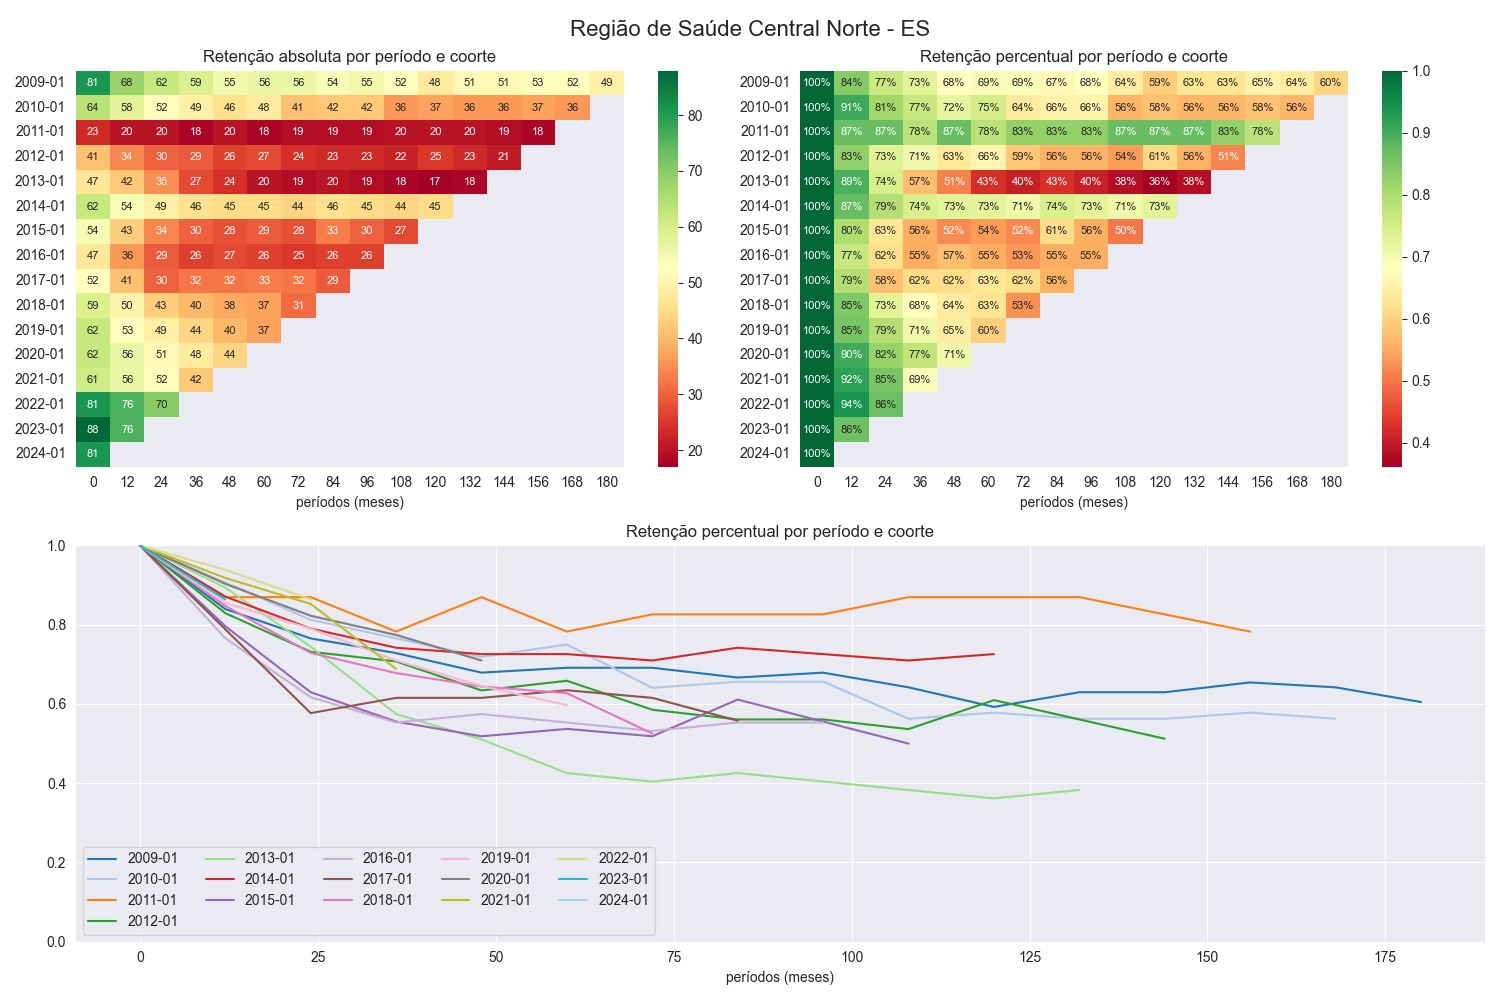 Região de Saúde Central Norte - ES
Retenção absoluta por período e coorte
2009-01 81 68 62 59 55 56 56 54 55 52 48 51 51 53 52 49
2010-01 64 58 52 49 46 48 41 42 42 36 37 36 36 37 36
2011-01 23 20 20 18 20 18 19 19 19 20 20 20 19 18
2012-01 41 34 30 29 26 27 24 23 23 22 25 23 21
2013-01 47 42 35 27 24 20 19 20 19 18 17 18
2014-01 62 54 49 46 45 45 44 46 45 44 45
2015-01 54 43 34 30 28 29 28 33 30 27
2016-01 47 36 29 26 27 26 25 26 26
2017-01 52 41 30 32 32 33 32 29
2018-01 59 50 43 40 38 37 31
2019-01 62 53 49 44 40 37
2020-01 62 56 51 48 44
2021-01 61 56 52 42
2022-01 81 76 70
2023-01 88 76
2024-01 81
0 12 24 36 48 60 72 84 96 108 120 132 144 156 168 180
períodos (meses)
80
70
60
50
40
30
20
Retenção percentual por período e coorte
2009-01 100% 84% 77% 73% 68% 69% 69% 67% 68% 64% 59% 63% 63% 65% 64% 60%
2010-01 100% 91% 81% 77% 72% 75% 64% 66% 66% 56% 58% 56% 56% 58% 56%
2011-01 100% 87% 87% 78% 87% 78% 83% 83% 83% 87% 87% 87% 83% 78%
2012-01 100% 83% 73% 71% 63% 66% 59% 56% 56% 54% 61% 56% 51%
2013-01 100% 89% 74% 57% 51% 43% 40% 43% 40% 38% 36% 38%
2014-01 100% 87% 79% 74% 73% 73% 71% 74% 73% 71% 73%
2015-01 100% 80% 63% 56% 52% 54% 52% 61% 56% 50%
2016-01 100% 77% 62% 55% 57% 55% 53% 55% 55%
2017-01 100% 79% 58% 62% 62% 63% 62% 56%
2018-01 100% 85% 73% 68% 64% 63% 53%
2019-01 100% 85% 79% 71% 65% 60%
2020-01 100% 90% 82% 77% 71%
2021-01 100% 92% 85% 69%
2022-01 100% 94% 86%
2023-01 100% 86%
2024-01 100%
0 12 24 36 48 60 72 84 96 108 120 132 144 156 168 180
períodos (meses)
1.0
0.9
0.8
0.7
0.6
0.5
0.4
Retenção percentual por período e coorte
1.0
0.8
0.6
0.4
0.2
0.0
2009-01 2013-01 2016-01 2019-01 2022-01
2010-01 2014-01 2017-01 2020-01 2023-01
2011-01 2015-01 2018-01 2021-01 2024-01
2012-01
0 25 50 75 100 125 150 175
períodos (meses)